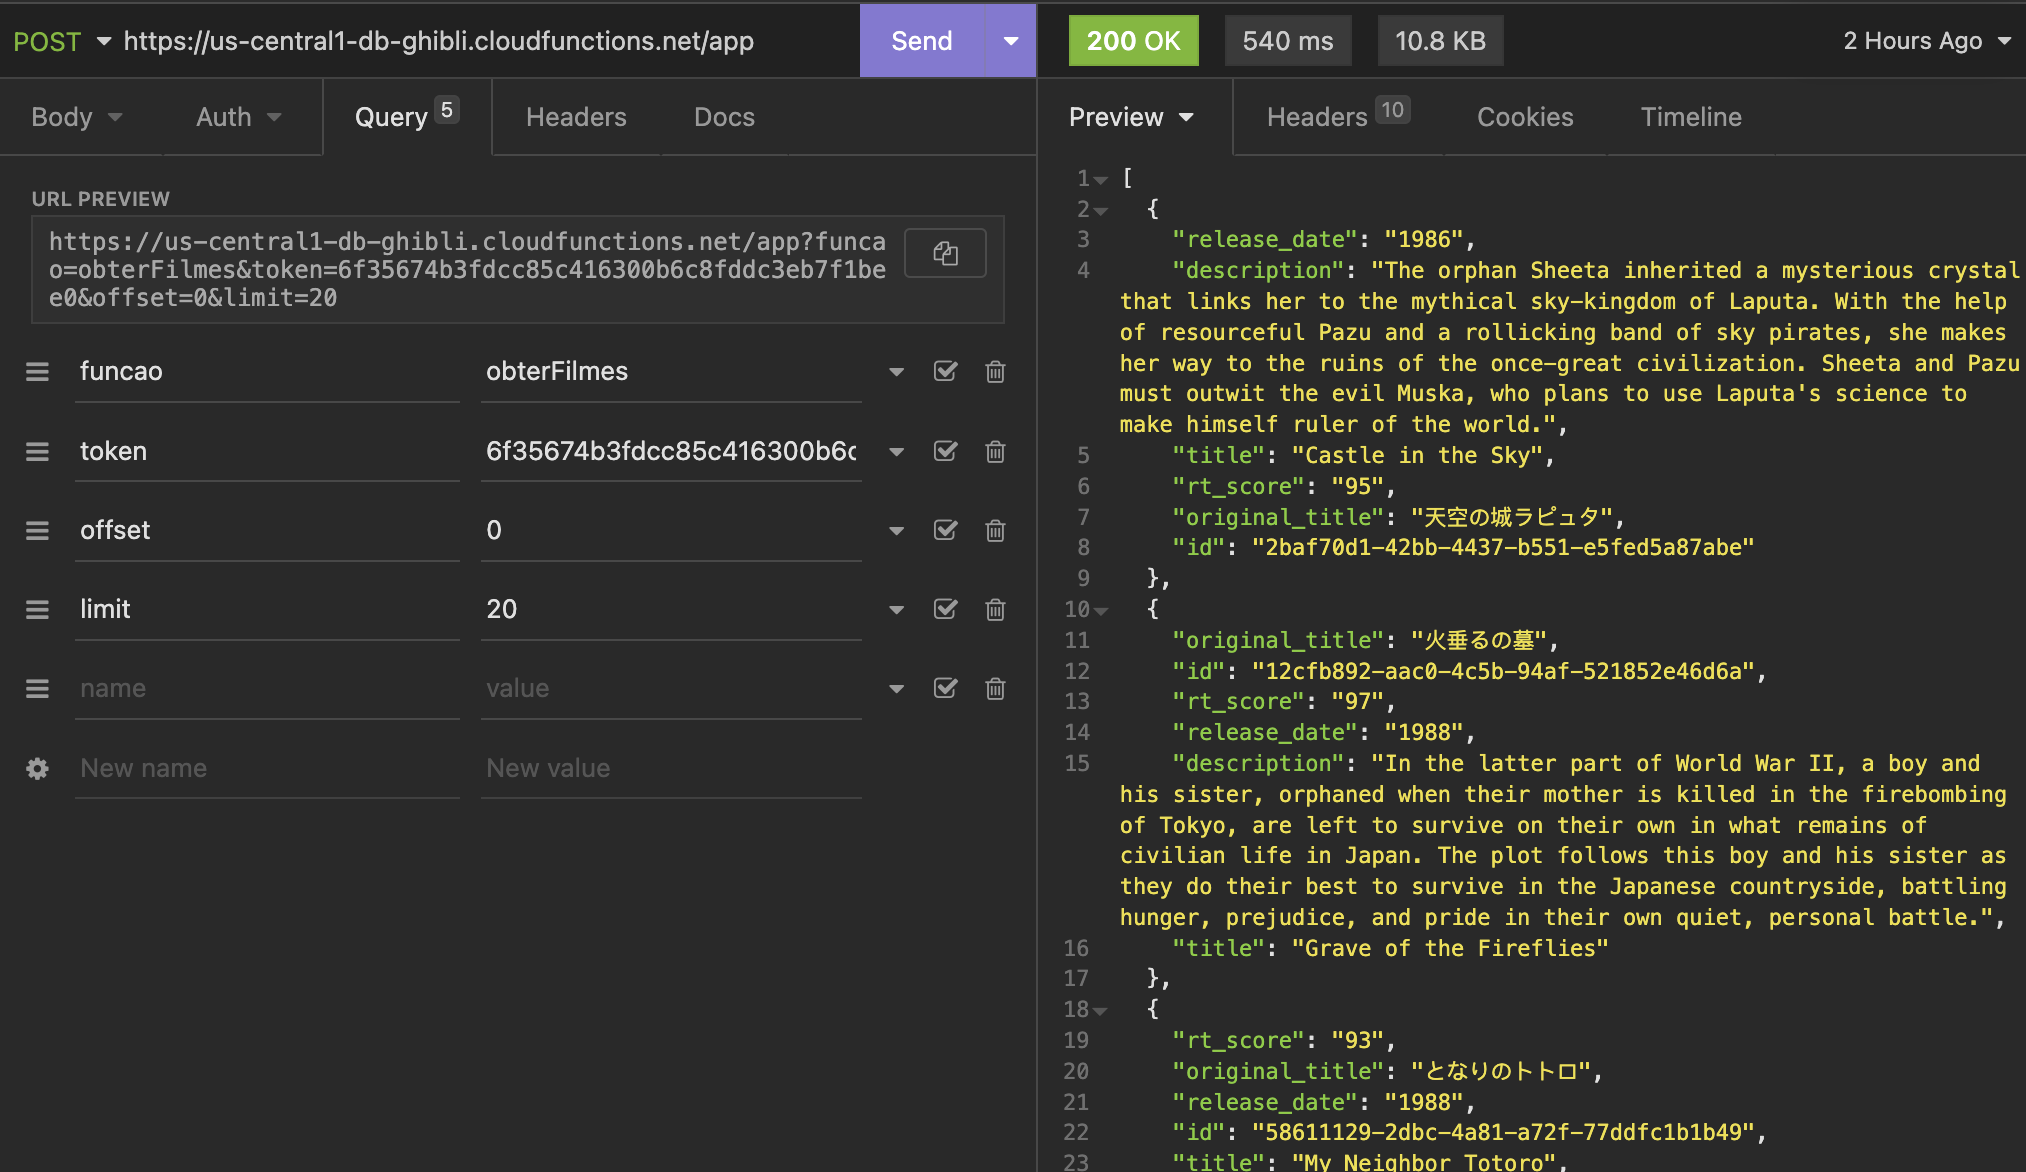 POST https://us-central1-db-ghibli.cloudfunctions.net/app Send 200 OK 540 ms 10.8 KB 2 Hours Ago
Body Auth Query 5 Headers Docs
URL PREVIEW
https://us-central1-db-ghibli.cloudfunctions.net/app?funca
o=obterFilmes&token=6f35674b3fdcc85c416300b6c8fddc3eb7f1be
e0&offset=0&limit=20
funcao obterFilmes
token 6f35674b3fdcc85c416300b6c
offset 0
limit 20
name value
New name New value
Preview Headers 10 Cookies Timeline
1 [
2 {
3 "release_date": "1986",
4 "description": "The orphan Sheeta inherited a mysterious crystal
that links her to the mythical sky-kingdom of Laputa. With the help
of resourceful Pazu and a rollicking band of sky pirates, she makes
her way to the ruins of the once-great civilization. Sheeta and Pazu
must outwit the evil Muska, who plans to use Laputa's science to
make himself ruler of the world.",
5 "title": "Castle in the Sky",
6 "rt_score": "95",
7 "original_title": "天空の城ラピュタ",
8 "id": "2baf70d1-42bb-4437-b551-e5fed5a87abe"
9 },
10 {
11 "original_title": "火垂るの墓",
12 "id": "12cfb892-aac0-4c5b-94af-521852e46d6a",
13 "rt_score": "97",
14 "release_date": "1988",
15 "description": "In the latter part of World War II, a boy and
his sister, orphaned when their mother is killed in the firebombing
of Tokyo, are left to survive on their own in what remains of
civilian life in Japan. The plot follows this boy and his sister as
they do their best to survive in the Japanese countryside, battling
hunger, prejudice, and pride in their own quiet, personal battle.",
16 "title": "Grave of the Fireflies"
17 },
18 {
19 "rt_score": "93",
20 "original_title": "となりのトトロ",
21 "release_date": "1988",
22 "id": "58611129-2dbc-4a81-a72f-77ddfc1b1b49",
23 "title": "My Neighbor Totoro",